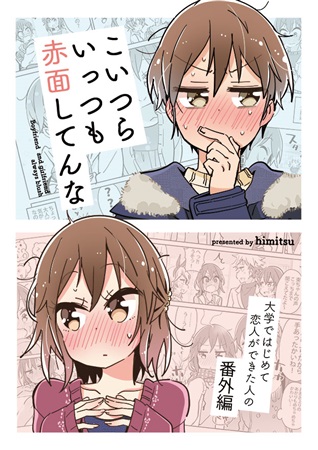 こいつら
いっつも
赤面してんな
Boyfriend and girlfriend
always blush
presented by himitsu
大学ではじめて
恋人ができた人の
番外編